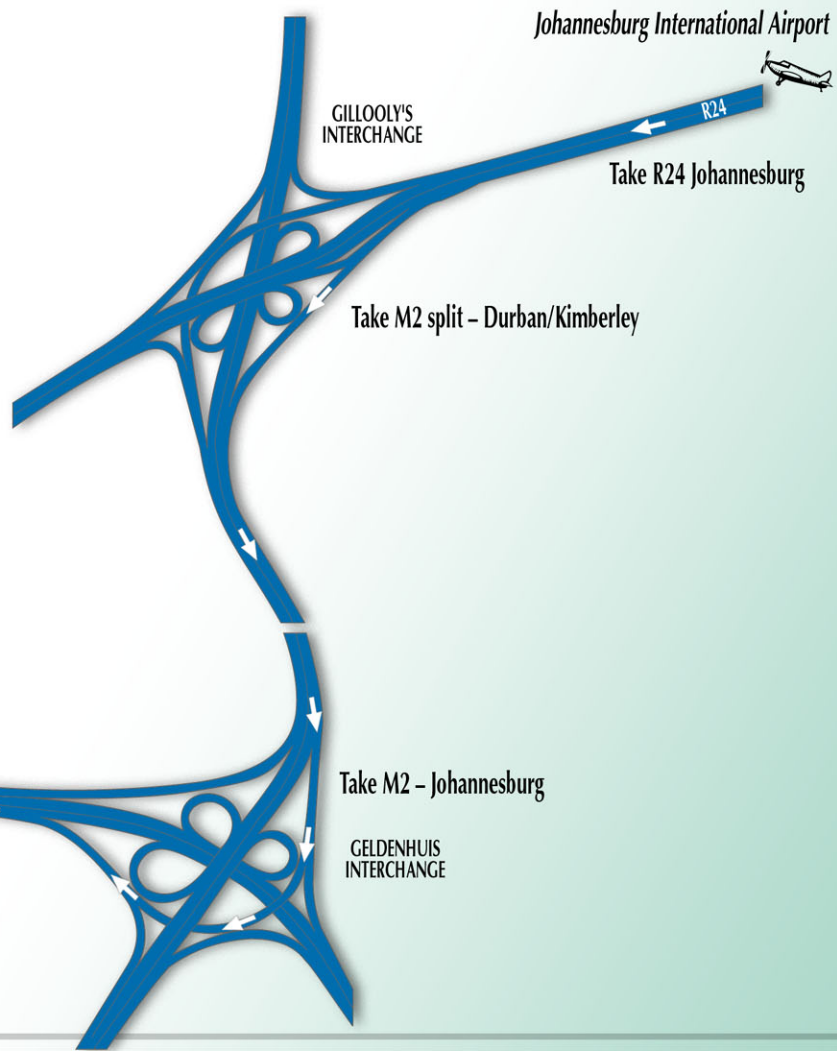 Johannesburg International Airport
GILLOOLY'S
INTERCHANGE
R24
Take R24 Johannesburg
Take M2 split – Durban/Kimberley
Take M2 – Johannesburg
GELDENHUIS
INTERCHANGE